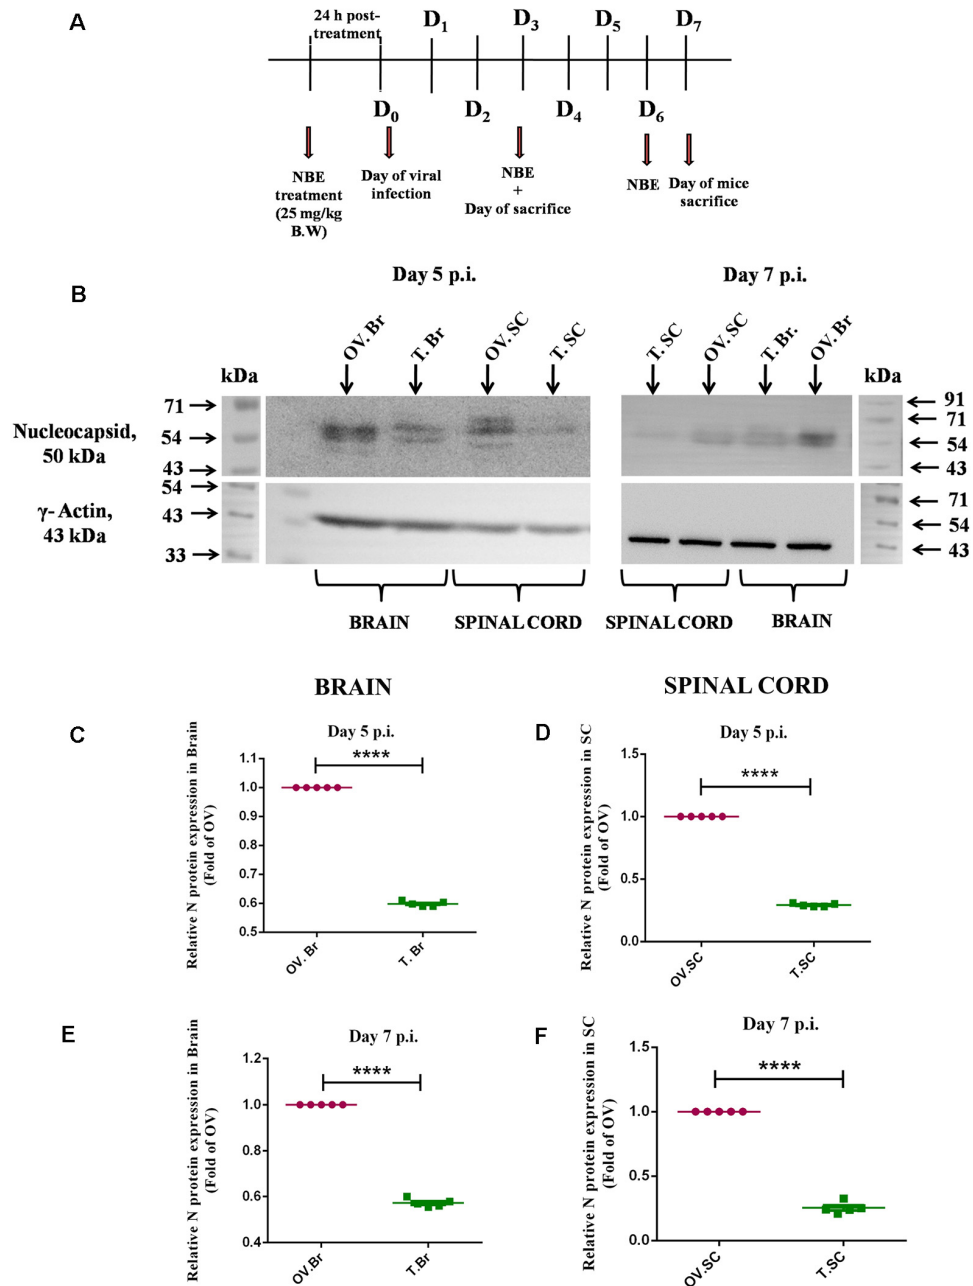 A
24 h post-
treatment
D1
D3
D5
D7
D0
D2
D4
D6
NBE
treatment
(25 mg/kg
B.W)
Day of viral
infection
NBE
+
Day of sacrifice
NBE
Day of mice
sacrifice
B
Day 5 p.i.
Day 7 p.i.
OV. Br
T. Br
OV. SC
T. SC
T. SC
OV. SC
T. Br.
OV. Br
kDa
kDa
Nucleocapsid,
50 kDa
71
54
43
91
71
54
43
γ- Actin,
43 kDa
54
43
33
71
54
43
BRAIN
SPINAL CORD
SPINAL CORD
BRAIN
BRAIN
SPINAL CORD
C
Day 5 p.i.
Relative N protein expression in Brain
(Fold of OV)
1.1
1.0
0.9
0.8
0.7
0.6
0.5
****
OV. Br
T. Br
D
Day 5 p.i.
Relative N protein expression in SC
(Fold of OV)
1.5
1.0
0.5
0.0
****
OV.SC
T.SC
E
Day 7 p.i.
Relative N protein expression in Brain
(Fold of OV)
1.2
1.0
0.8
0.6
0.4
****
OV.Br
T.Br
F
Day 7 p.i.
Relative N protein expression in SC
(Fold of OV)
1.5
1.0
0.5
0.0
****
OV.SC
T.SC